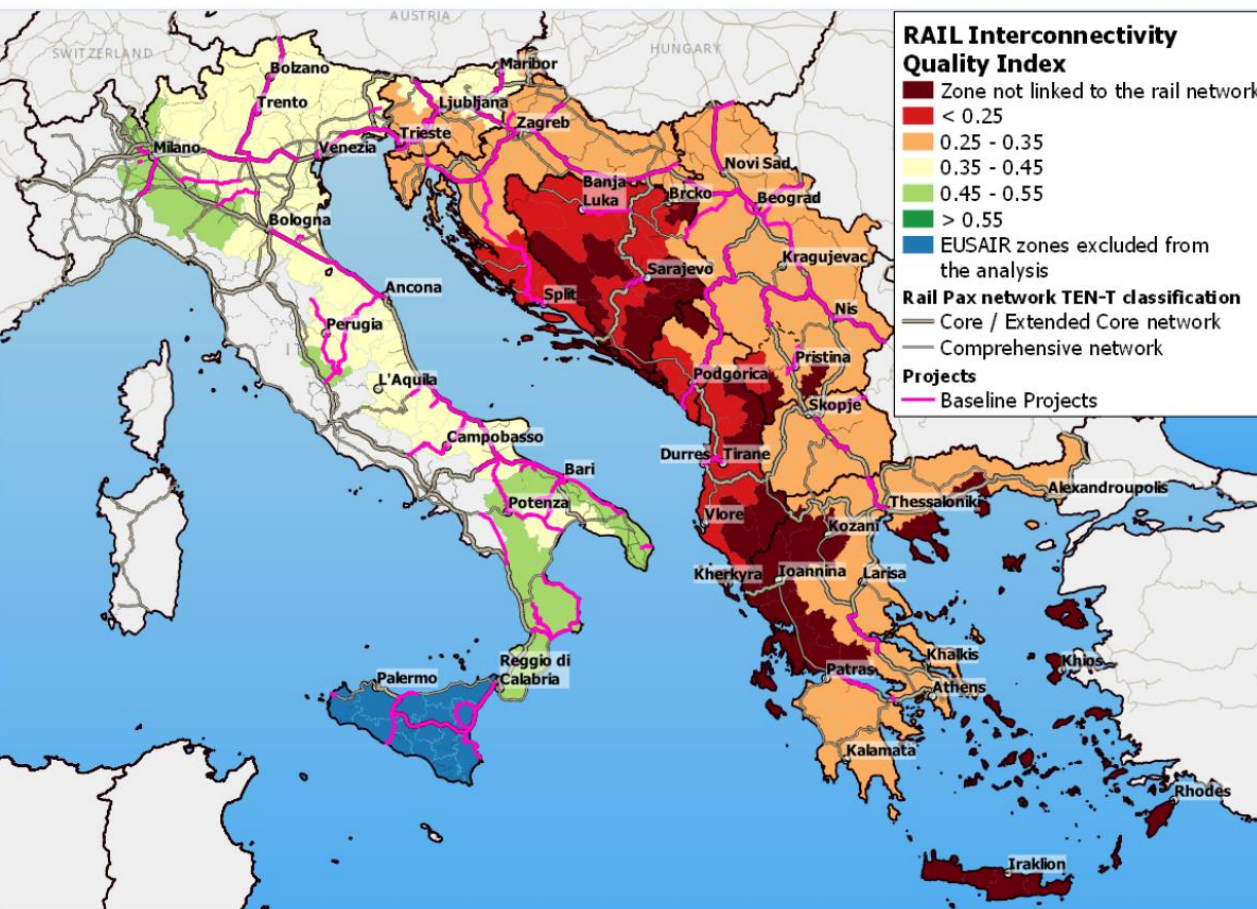 AUSTRIA
SWITZERLAND
HUNGARY
RAIL Interconnectivity
Quality Index
Zone not linked to the rail network
< 0.25
0.25 - 0.35
0.35 - 0.45
0.45 - 0.55
> 0.55
EUSAIR zones excluded from
the analysis
Rail Pax network TEN-T classification
Core / Extended Core network
Comprehensive network
Projects
Baseline Projects
Bolzano
Maribor
Trento
Ljubljana
Zagreb
Trieste
Milano
Venezia
Novi Sad
Banja
Luka
Brcko
Beograd
Bologna
Kragujevac
Sarajevo
Ancona
Split
Nis
Perugia
Pristina
Podgorica
L'Aquila
Skopje
Campobasso
Durres
Tirane
Bari
Alexandroupolis
Potenza
Thessaloniki
Vlore
Kozani
Kherkyra
Ioannina
Larisa
Reggio di
Calabria
Khalkis
Khios
Palermo
Patras
Athens
Kalamata
Rhodes
Iraklion